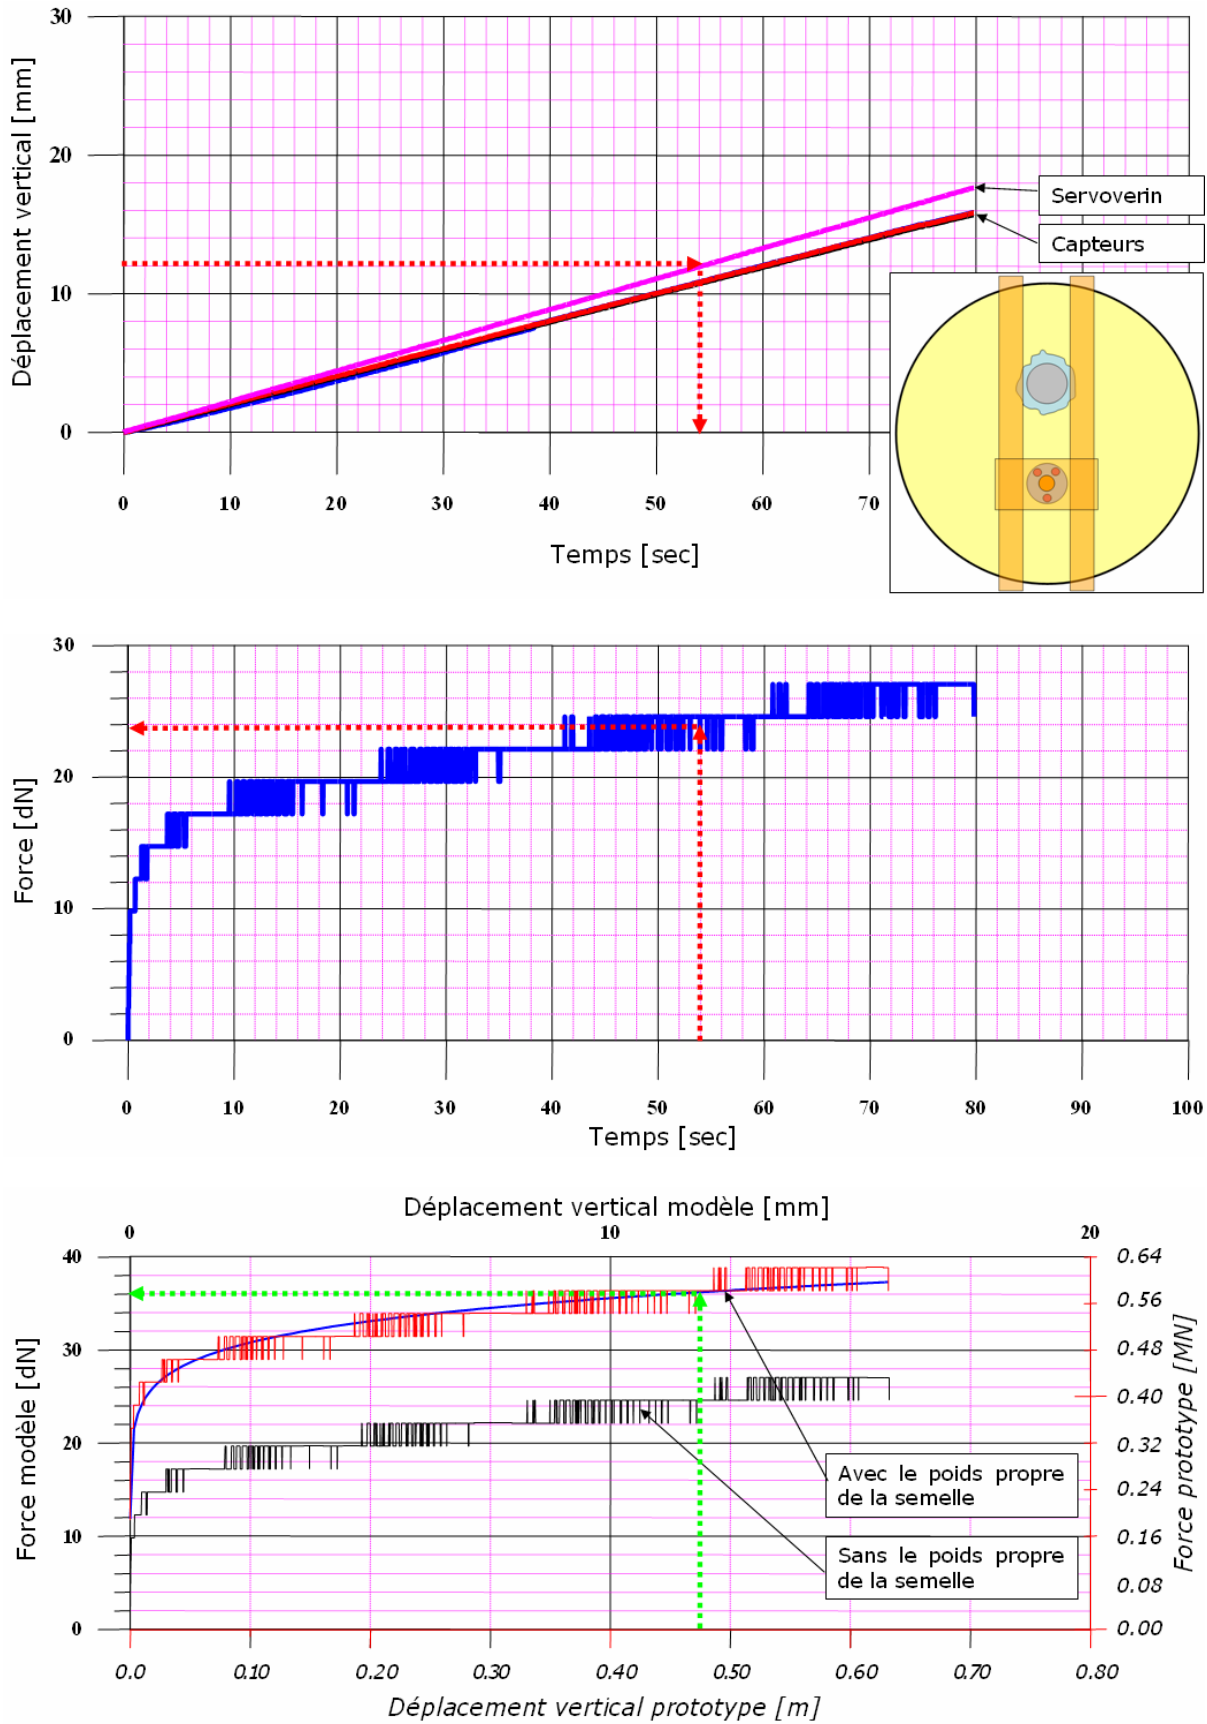 30
20
10
0
Déplacement vertical [mm]
Servoverin
Capteurs
0 10 20 30 40 50 60 70
Temps [sec]
30
20
10
0
Force [dN]
0 10 20 30 40 50 60 70 80 90 100
Temps [sec]
Déplacement vertical modèle [mm]
0 10 20
40
30
20
10
0
Force modèle [dN]
0.64
0.56
0.48
0.40
0.32
0.24
0.16
0.08
0.00
Force prototype [MN]
Avec le poids propre
de la semelle
Sans le poids propre
de la semelle
0.0 0.10 0.20 0.30 0.40 0.50 0.60 0.70 0.80
Déplacement vertical prototype [m]